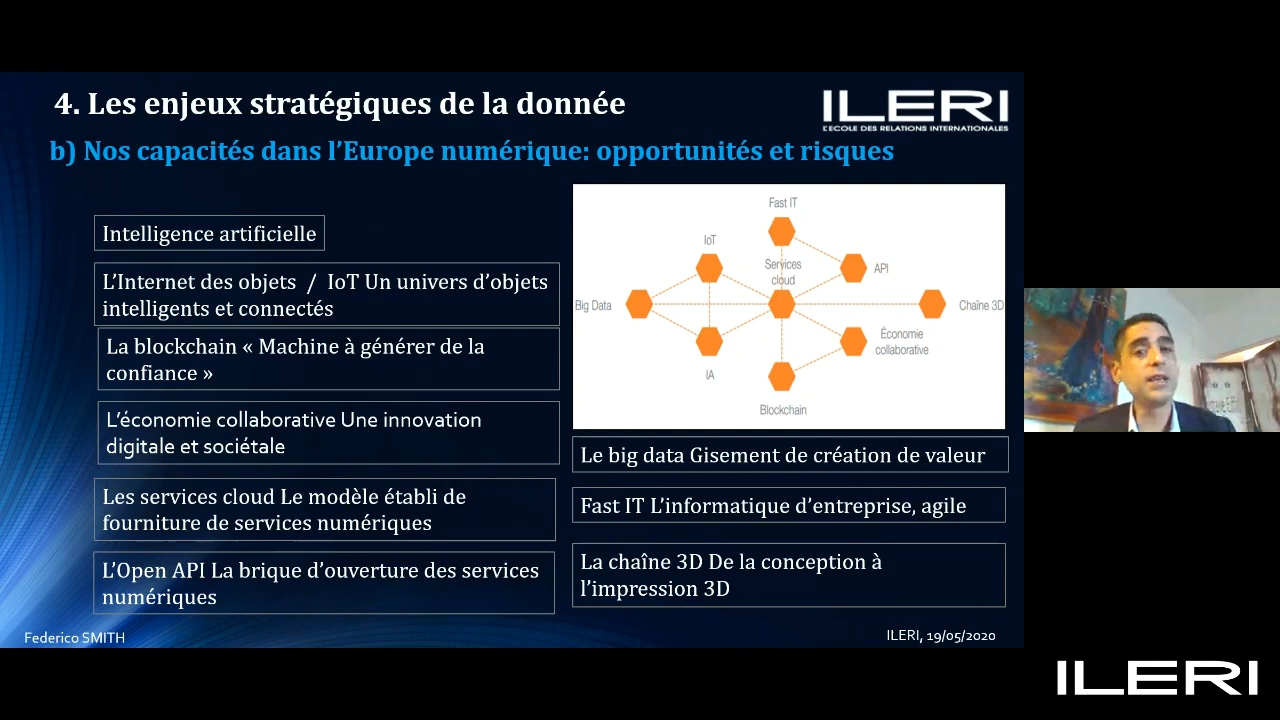 4. Les enjeux stratégiques de la donnée
ILERI
L'ECOLE DES RELATIONS INTERNATIONALES
b) Nos capacités dans l’Europe numérique: opportunités et risques
Intelligence artificielle
L’Internet des objets / IoT Un univers d’objets
intelligents et connectés
La blockchain « Machine à générer de la
confiance »
L’économie collaborative Une innovation
digitale et sociétale
Les services cloud Le modèle établi de
fourniture de services numériques
L’Open API La brique d’ouverture des services
numériques
Fast IT
IoT
Services
cloud
API
Big Data
Chaîne 3D
Économie
collaborative
IA
Blockchain
Le big data Gisement de création de valeur
Fast IT L’informatique d’entreprise, agile
La chaîne 3D De la conception à
l’impression 3D
Federico SMITH
ILERI, 19/05/2020
ILERI